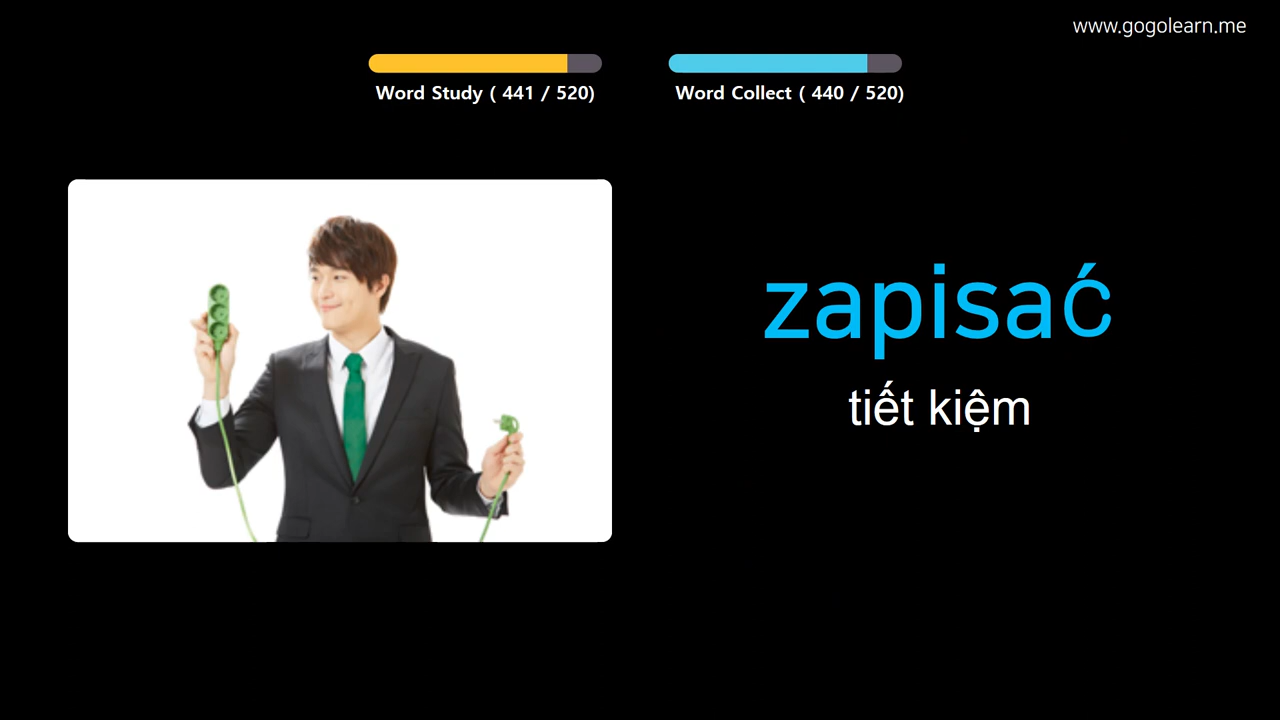 www.gogolearn.me
Word Study ( 441 / 520)
Word Collect ( 440 / 520)
zapisać
tiết kiệm